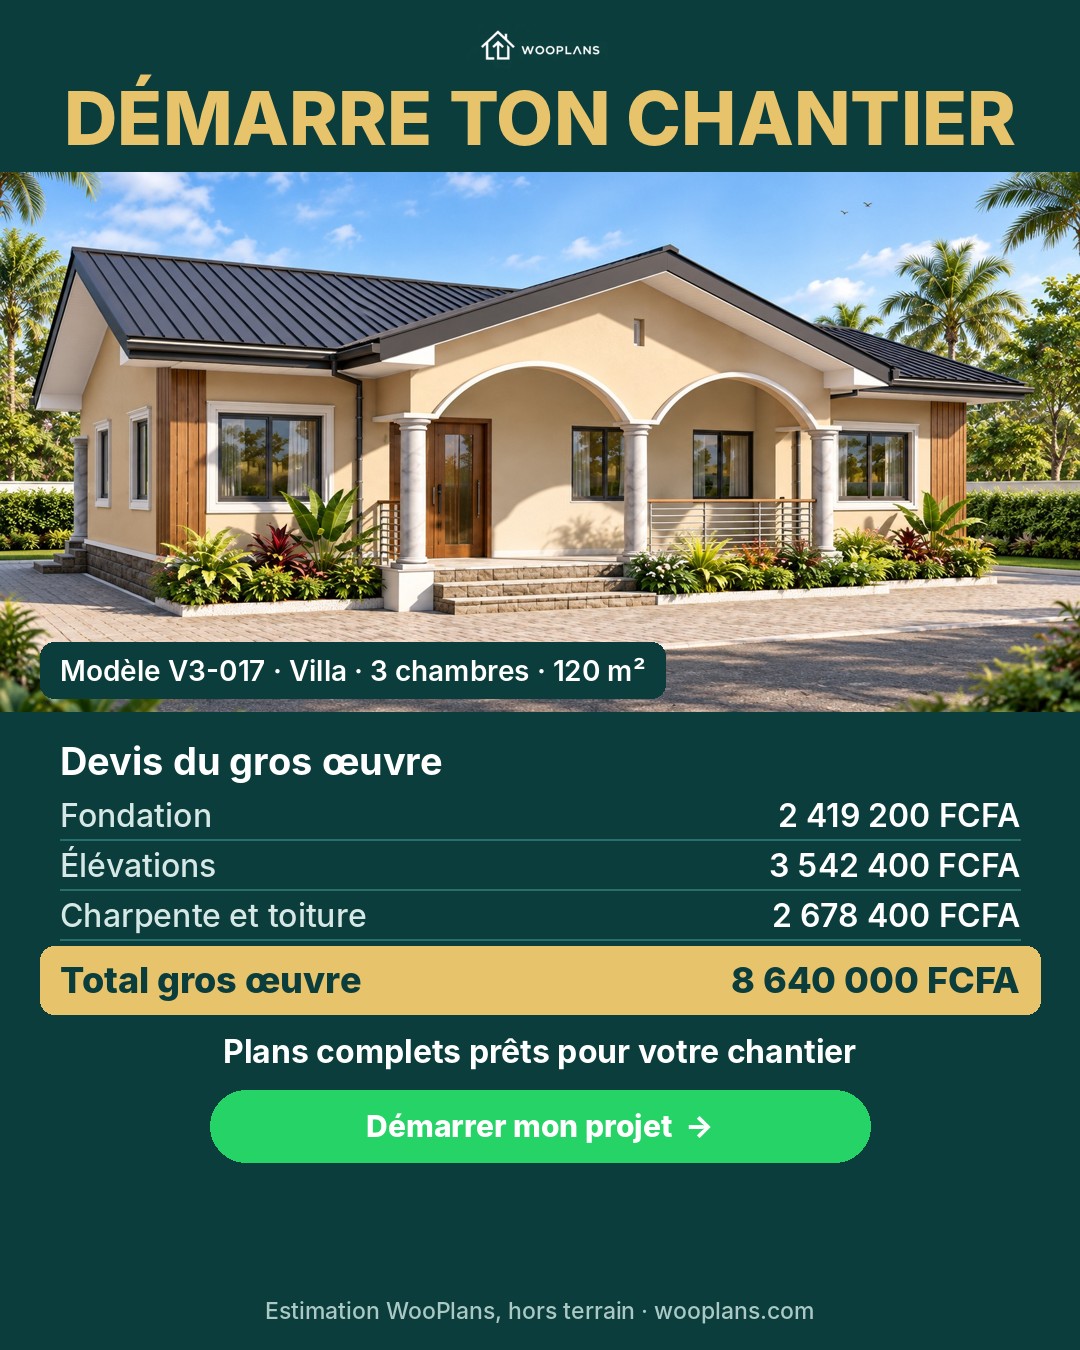 WOOPLANS
DÉMARRE TON CHANTIER
Modèle V3-017 · Villa · 3 chambres · 120 m²
Devis du gros œuvre
Fondation 2 419 200 FCFA
Élévations 3 542 400 FCFA
Charpente et toiture 2 678 400 FCFA
Total gros œuvre 8 640 000 FCFA
Plans complets prêts pour votre chantier
Démarrer mon projet →
Estimation WooPlans, hors terrain · wooplans.com